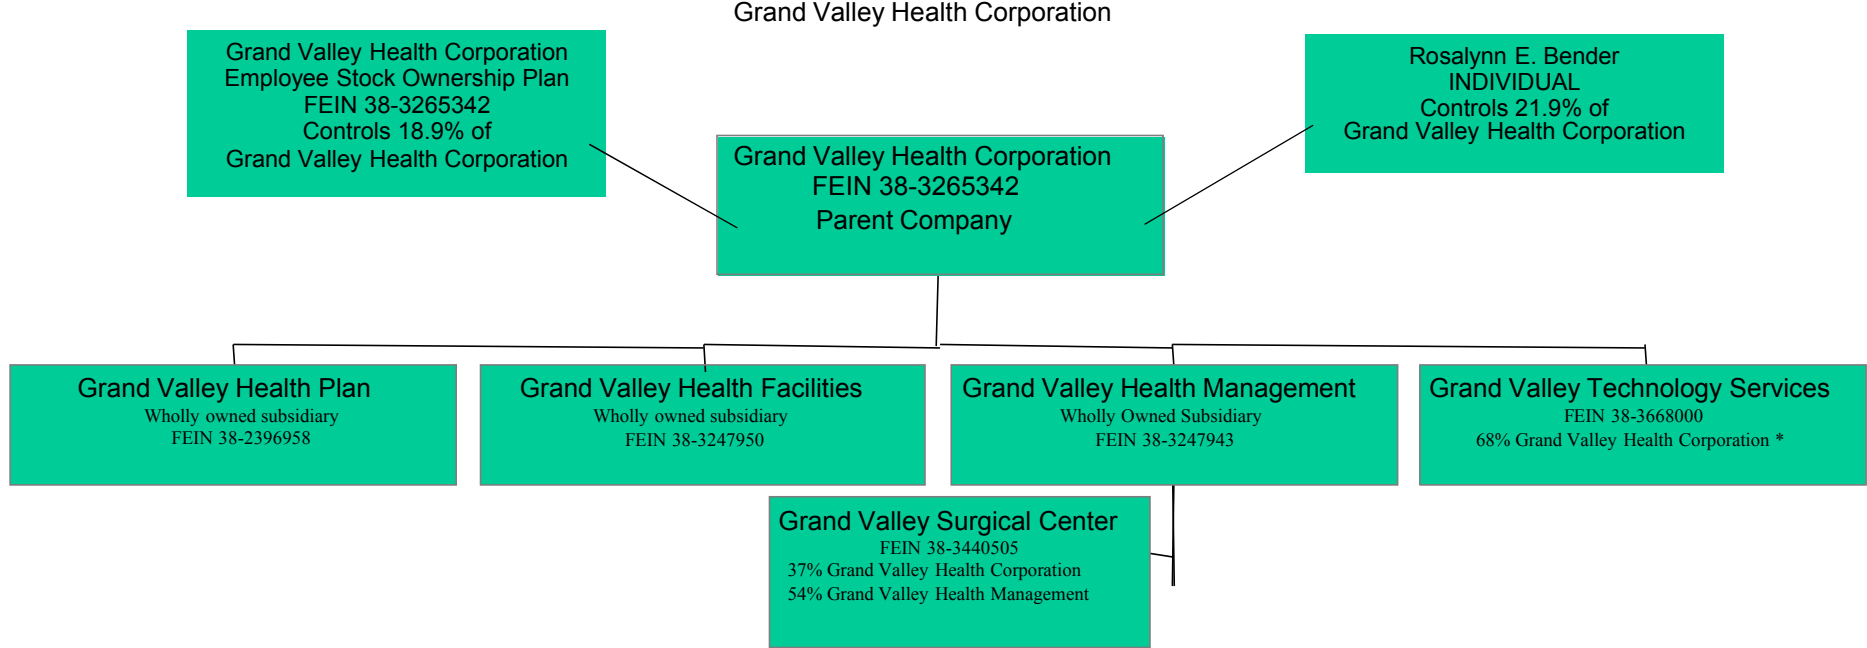 Grand Valley Health Corporation
Grand Valley Health Corporation
Employee Stock Ownership Plan
FEIN 38-3265342
Controls 18.9% of
Grand Valley Health Corporation
Rosalynn E. Bender
INDIVIDUAL
Controls 21.9% of
Grand Valley Health Corporation
Grand Valley Health Corporation
FEIN 38-3265342
Parent Company
Grand Valley Health Plan
Wholly owned subsidiary
FEIN 38-2396958
Grand Valley Health Facilities
Wholly owned subsidiary
FEIN 38-3247950
Grand Valley Health Management
Wholly Owned Subsidiary
FEIN 38-3247943
Grand Valley Technology Services
FEIN 38-3668000
68% Grand Valley Health Corporation *
Grand Valley Surgical Center
FEIN 38-3440505
37% Grand Valley Health Corporation
54% Grand Valley Health Management